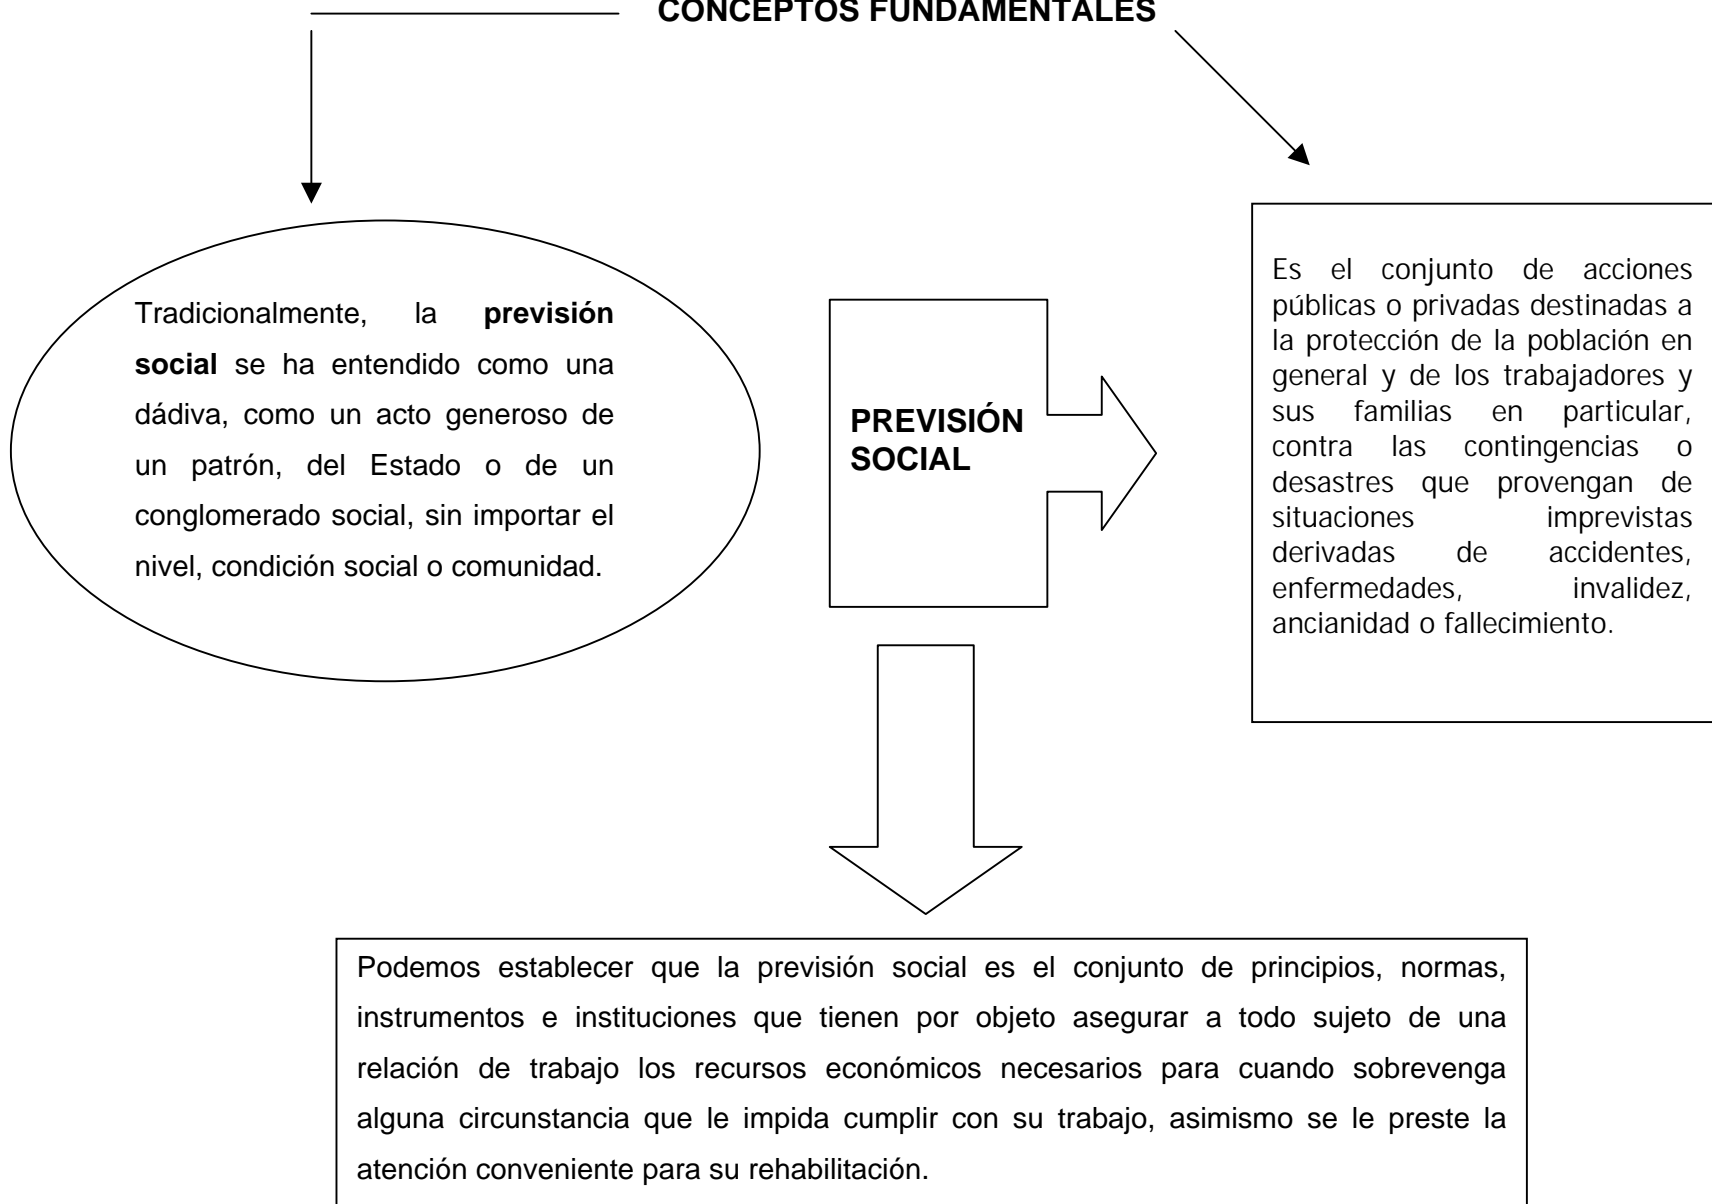 CONCEPTOS FUNDAMENTALES
Tradicionalmente, la previsión
social se ha entendido como una
dádiva, como un acto generoso de
un patrón, del Estado o de un
conglomerado social, sin importar el
nivel, condición social o comunidad.
PREVISIÓN
SOCIAL
Es el conjunto de acciones
públicas o privadas destinadas a
la protección de la población en
general y de los trabajadores y
sus familias en particular,
contra las contingencias o
desastres que provengan de
situaciones imprevistas
derivadas de accidentes,
enfermedades, invalidez,
ancianidad o fallecimiento.
Podemos establecer que la previsión social es el conjunto de principios, normas,
instrumentos e instituciones que tienen por objeto asegurar a todo sujeto de una
relación de trabajo los recursos económicos necesarios para cuando sobrevenga
alguna circunstancia que le impida cumplir con su trabajo, asimismo se le preste la
atención conveniente para su rehabilitación.